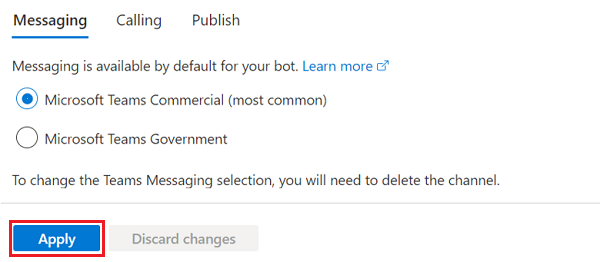 Messaging Calling Publish
Messaging is available by default for your bot. Learn more
Microsoft Teams Commercial (most common)
Microsoft Teams Government
To change the Teams Messaging selection, you will need to delete the channel.
Apply Discard changes